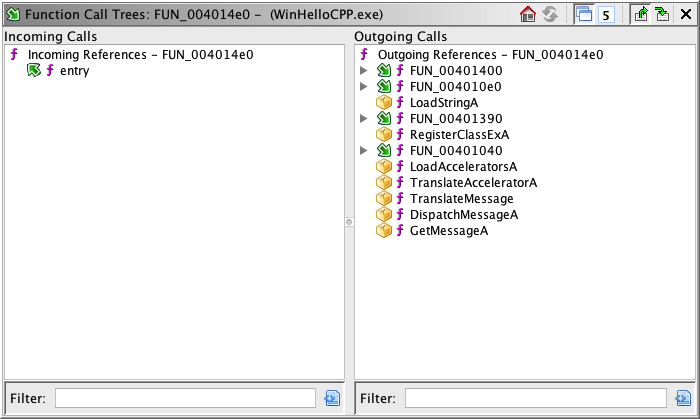 Function Call Trees: FUN_004014e0 - (WinHelloCPP.exe)
5
Incoming Calls
f Incoming References - FUN_004014e0
f entry
Outgoing Calls
f Outgoing References - FUN_004014e0
f FUN_00401400
f FUN_004010e0
f LoadStringA
f FUN_00401390
f RegisterClassExA
f FUN_00401040
f LoadAcceleratorsA
f TranslateAcceleratorA
f TranslateMessage
f DispatchMessageA
f GetMessageA
Filter:
Filter: